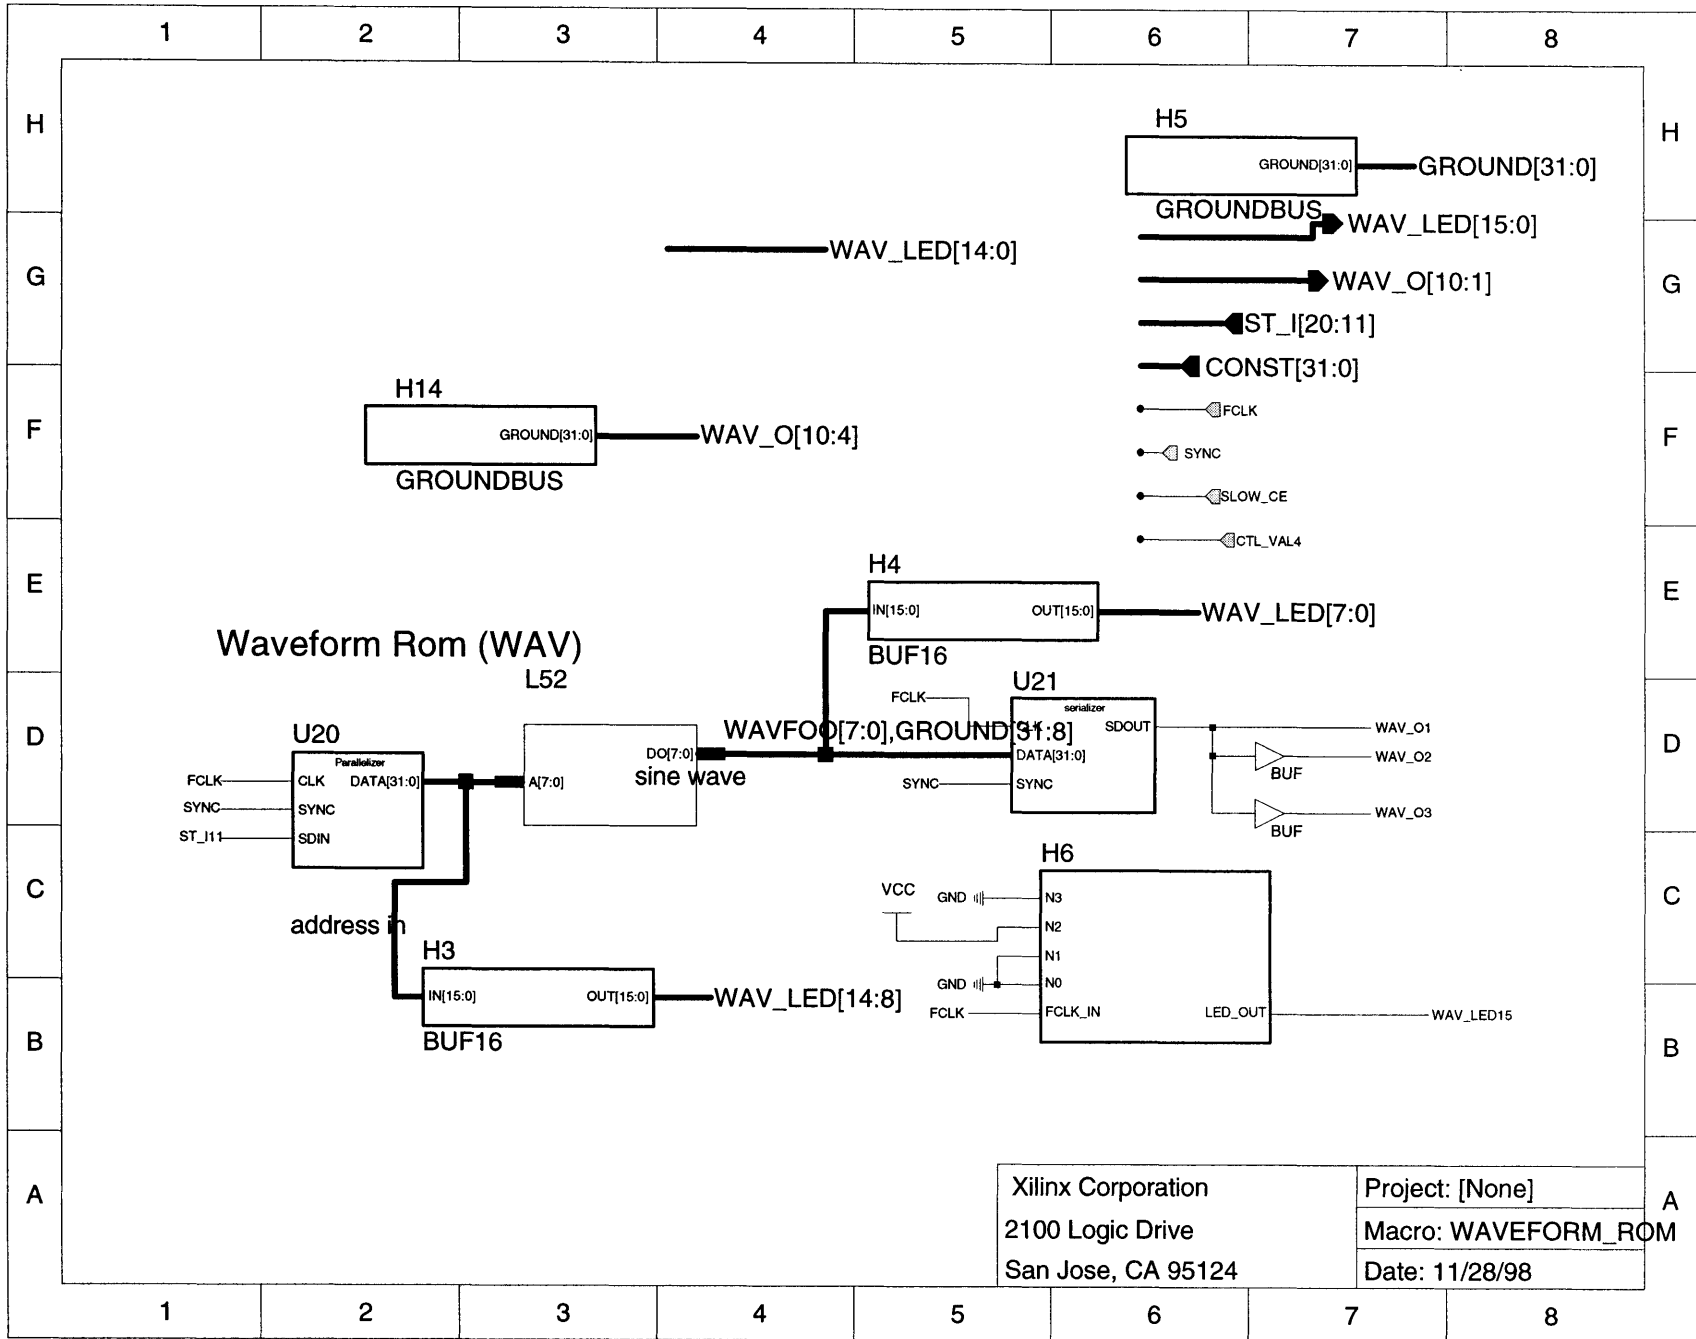 1 2 3 4 5 6 7 8
H H
H5
GROUND[31:0] GROUND[31:0]
GROUNDBUS
WAV_LED[15:0]
WAV_LED[14:0]
G G
WAV_O[10:1]
ST_I[20:11]
CONST[31:0]
H14
FCLK
F F
GROUND[31:0] WAV_O[10:4]
SYNC
GROUNDBUS
SLOW_CE
CTL_VAL4
H4
E E
IN[15:0] OUT[15:0] WAV_LED[7:0]
Waveform Rom (WAV)
BUF16
L52
U21
FCLK
serializer
U20
WAVFOO[7:0],GROUND[31:8]
CLK SDOUT WAV_O1
D D
DO[7:0] DATA[31:0] WAV_O2
Parallelizer
sine wave
BUF
FCLK CLK DATA[31:0] A[7:0]
SYNC SYNC
SYNC SYNC
WAV_O3
BUF
ST_I11 SDIN
H6
C C
VCC
GND N3
address in
N2
H3
N1
GND N0
IN[15:0] OUT[15:0] WAV_LED[14:8]
FCLK FCLK_IN LED_OUT WAV_LED15
BUF16
B B
A A
Xilinx Corporation
Project: [None]
2100 Logic Drive
Macro: WAVEFORM_ROM
San Jose, CA 95124
Date: 11/28/98
1 2 3 4 5 6 7 8